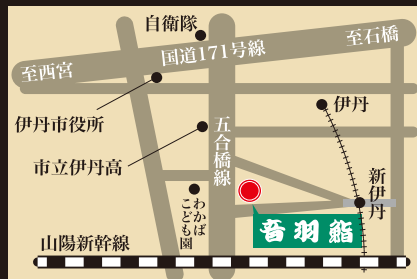 自衛隊
国道171号線
至石橋
至西宮
伊丹
伊丹市役所
五合橋線
市立伊丹高
新伊丹
わかば
こども園
音羽鮨
山陽新幹線